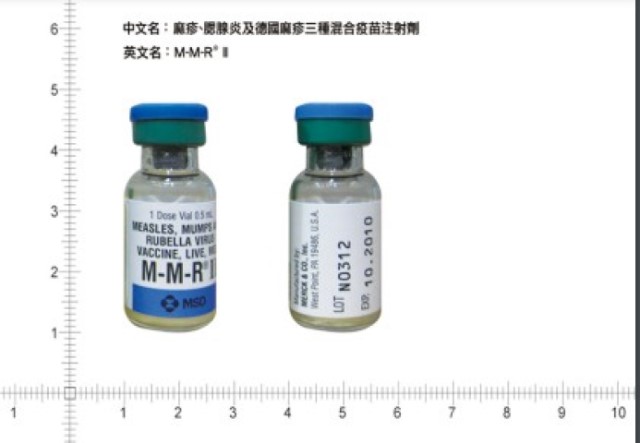 中文名：麻疹、腮腺炎及德國麻疹三種混合疫苗注射劑
英文名：M-M-R® II
1 Dose Vial 0.5 mL
MEASLES, MUMPS
RUBELLA VIRUS
VACCINE, LIVE,
M-M-R® II
MSD
Manufactured by:
MERCK & CO., Inc.
West Point, PA 19486, U.S.A.
LOT N0312
EXP. 10.2010
6
5
4
3
2
1
1 1 2 3 4 5 6 7 8 9 10